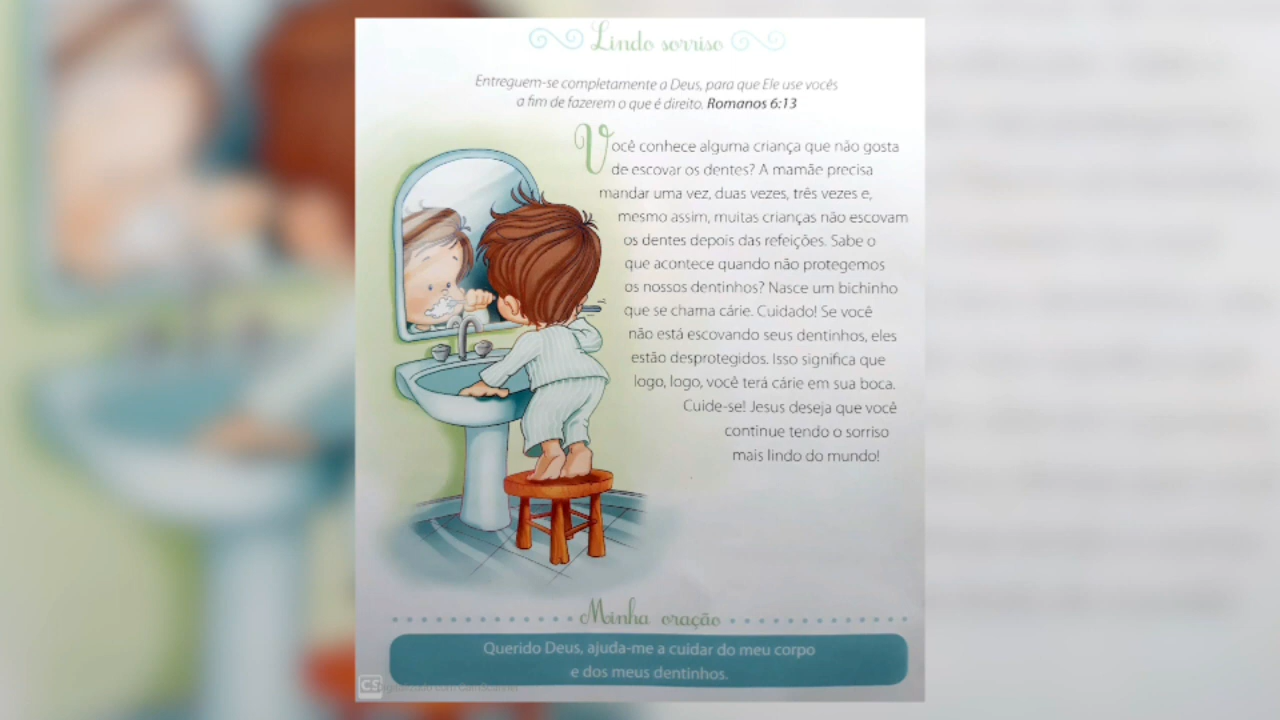 Lindo sorriso
Entreguem-se completamente a Deus, para que Ele use vocês
a fim de fazerem o que é direito. Romanos 6:13
Você conhece alguma criança que não gosta
de escovar os dentes? A mamãe precisa
mandar uma vez, duas vezes, três vezes e,
mesmo assim, muitas crianças não escovam
os dentes depois das refeições. Sabe o
que acontece quando não protegemos
os nossos dentinhos? Nasce um bichinho
que se chama cárie. Cuidado! Se você
não está escovando seus dentinhos, eles
estão desprotegidos. Isso significa que
logo, logo, você terá cárie em sua boca.
Cuide-se! Jesus deseja que você
continue tendo o sorriso
mais lindo do mundo!
Minha oração
Querido Deus, ajuda-me a cuidar do meu corpo
e dos meus dentinhos.
CS Digitalizado com CamScanner